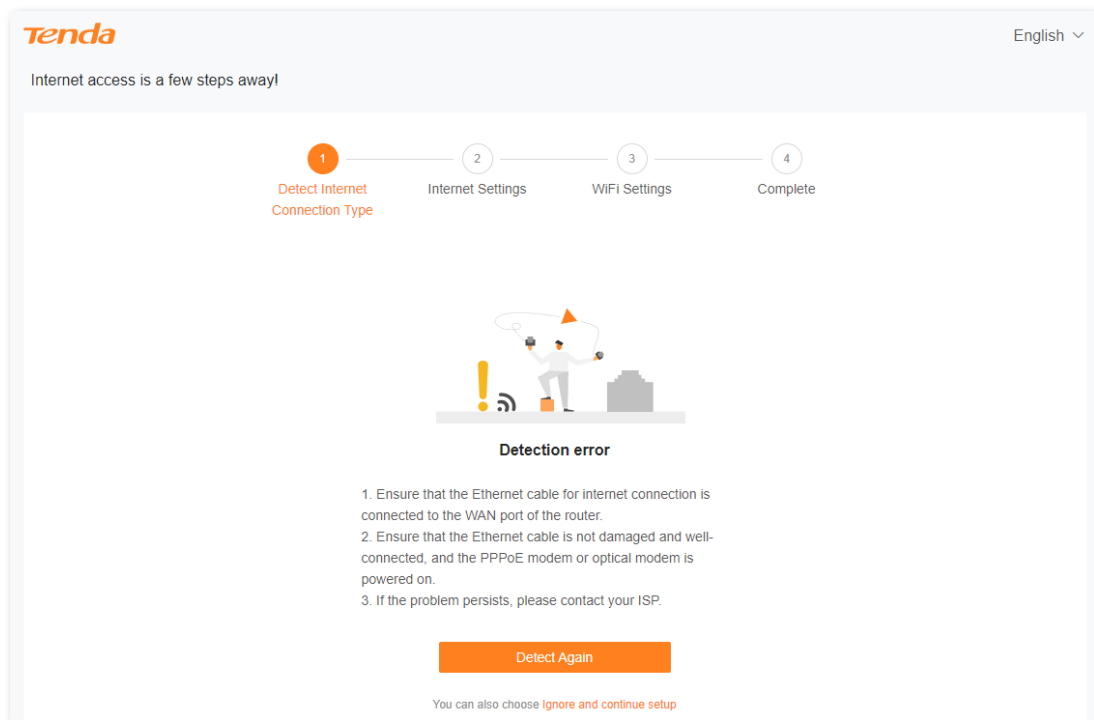 Tenda
English
Internet access is a few steps away!
1
2
3
4
Detect Internet
Connection Type
Internet Settings
WiFi Settings
Complete
Detection error
1. Ensure that the Ethernet cable for internet connection is
connected to the WAN port of the router.
2. Ensure that the Ethernet cable is not damaged and well-
connected, and the PPPoE modem or optical modem is
powered on.
3. If the problem persists, please contact your ISP.
Detect Again
You can also choose Ignore and continue setup